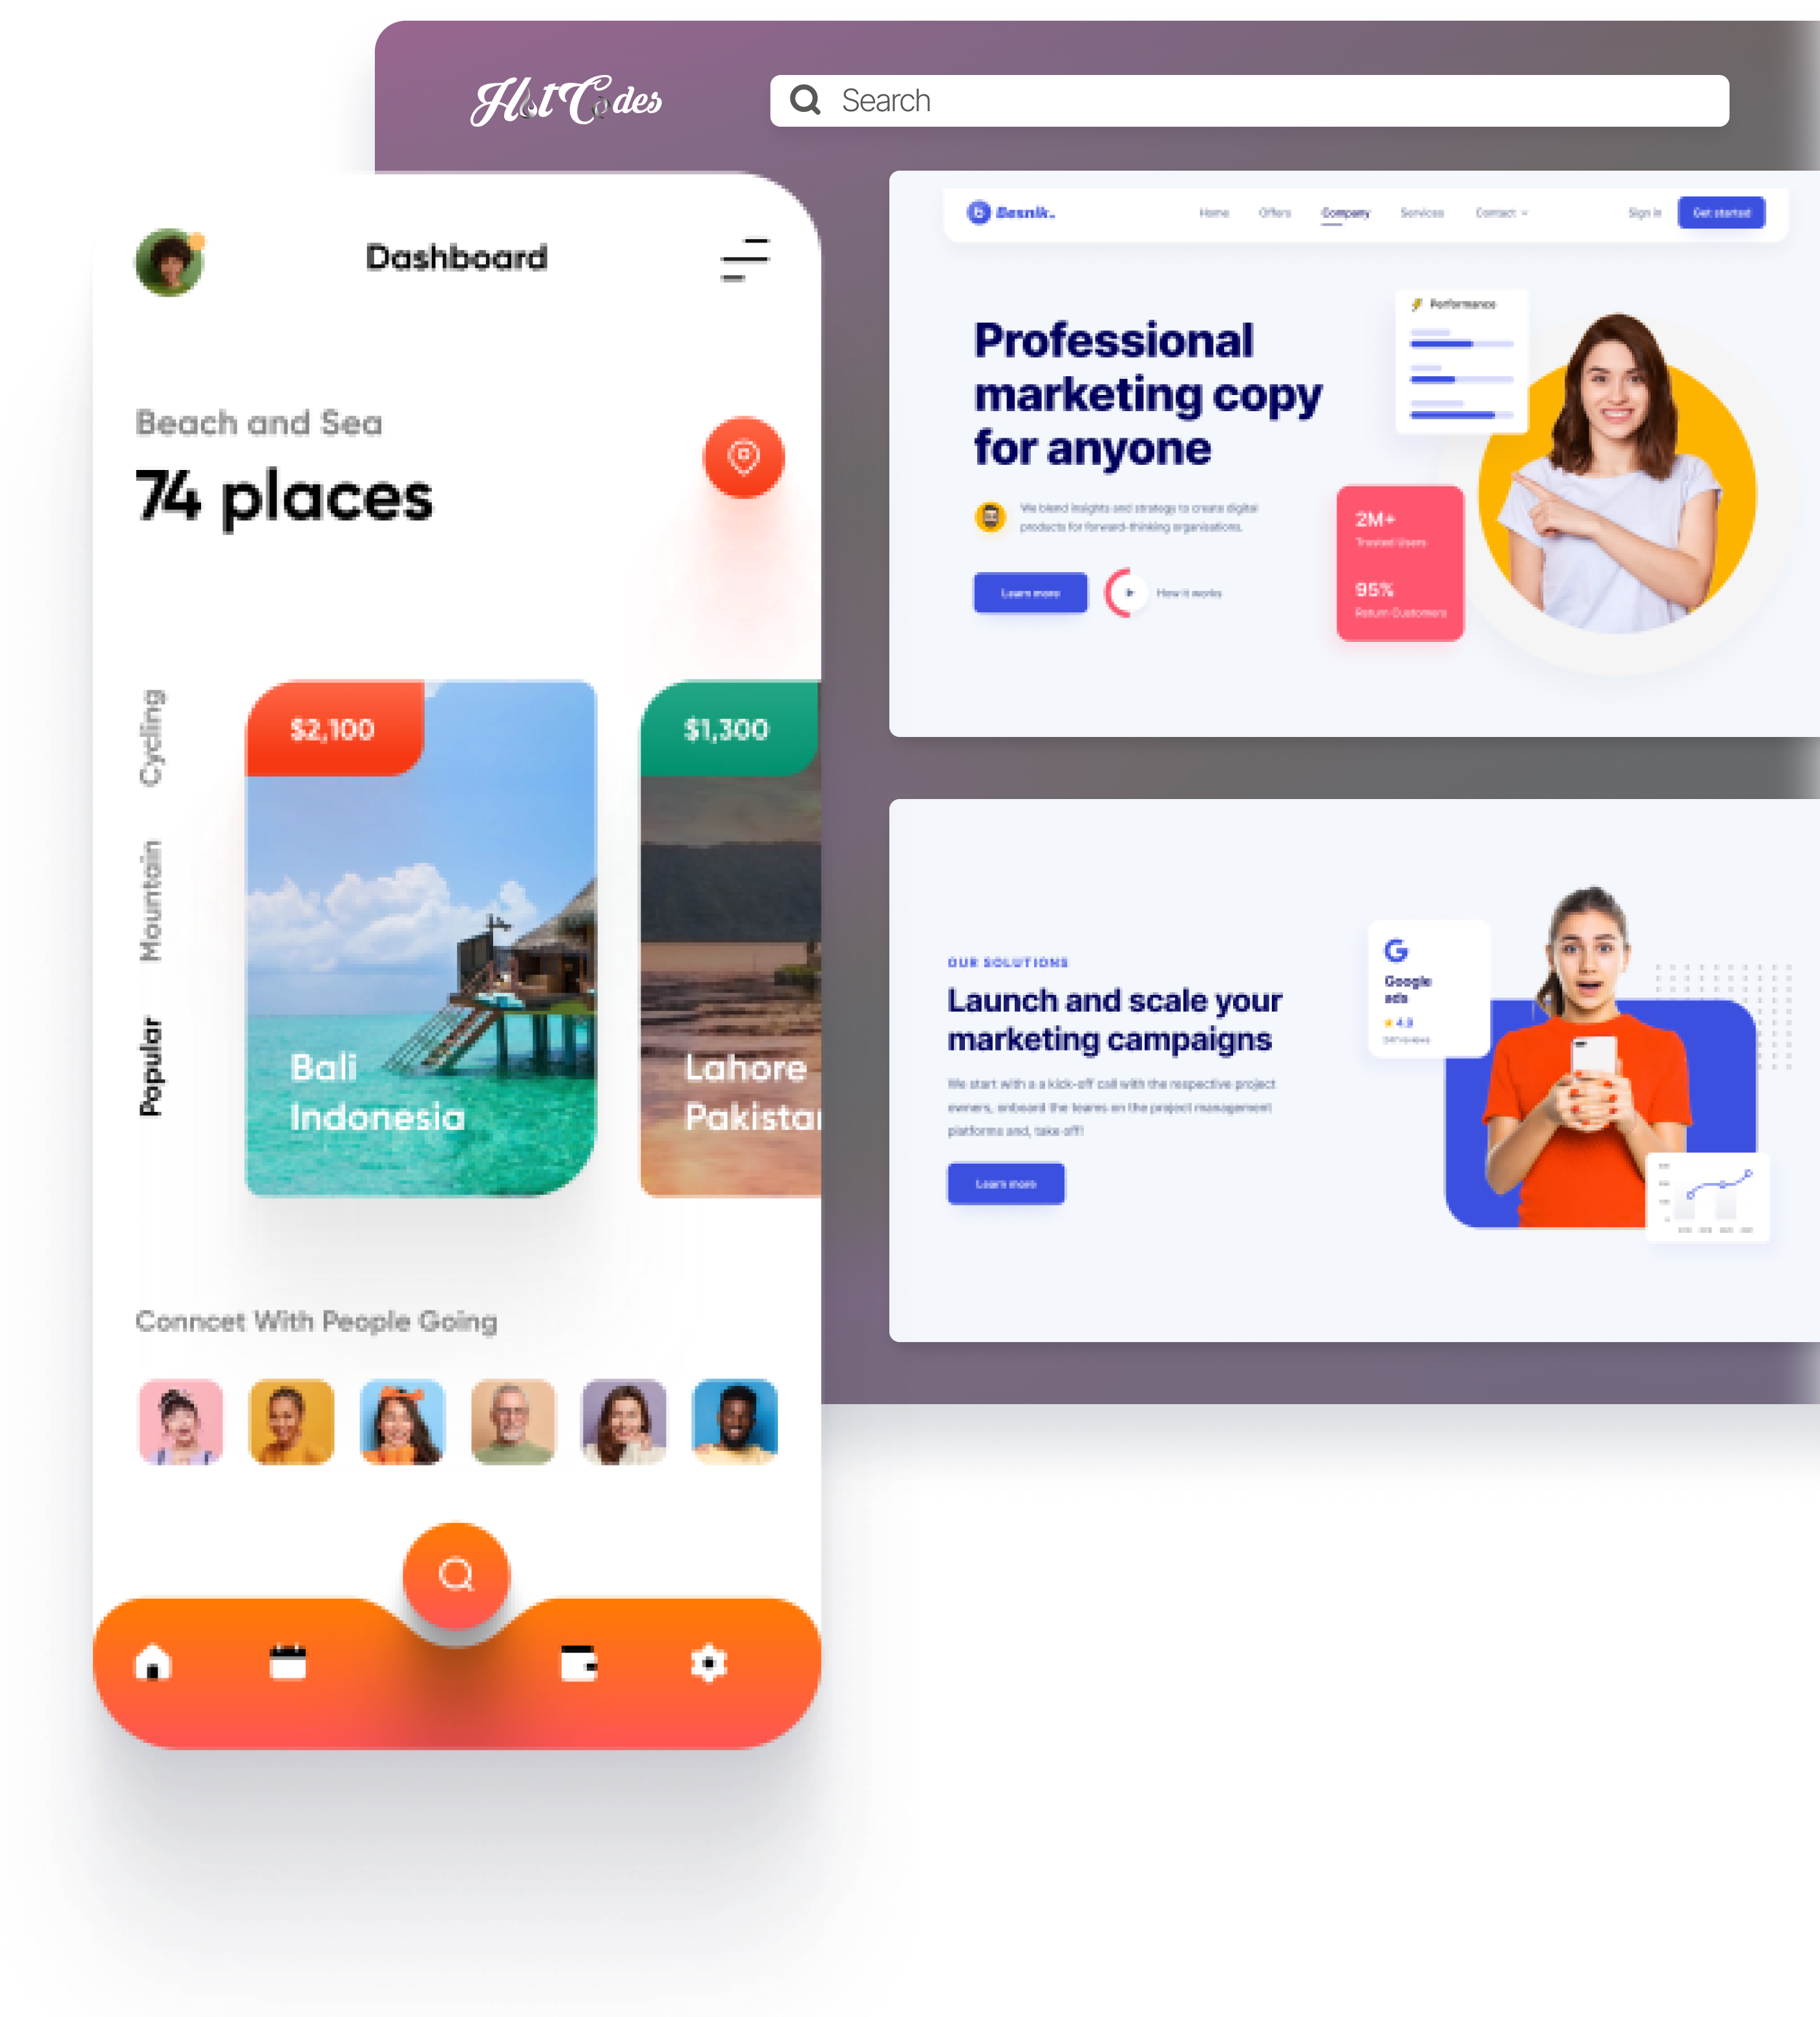 Hot Codes
Search
Dashboard
Beach and Sea
74 places
Cycling
Mountain
Popular
$2,100
Bali
Indonesia
$1,300
Lahore
Pakistan
Conncet With People Going
Besnik.
Home Offers Company Services Contact
Sign in
Get started
Professional
marketing copy
for anyone
We blend insights and strategy to create digital
products for forward-thinking organisations.
Learn more
How it works
Performance
2M+
Trusted Users
95%
Return Customers
OUR SOLUTIONS
Launch and scale your
marketing campaigns
We start with a a kick-off call with the respective project
owners, onboard the teams on the project management
platforms and, take off!
Learn more
Google
ads